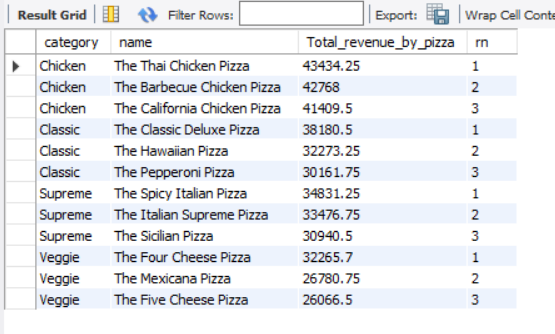 Result Grid Filter Rows: Export: Wrap Cell Conte
category name Total_revenue_by_pizza rn
Chicken The Thai Chicken Pizza 43434.25 1
Chicken The Barbecue Chicken Pizza 42768 2
Chicken The California Chicken Pizza 41409.5 3
Classic The Classic Deluxe Pizza 38180.5 1
Classic The Hawaiian Pizza 32273.25 2
Classic The Pepperoni Pizza 30161.75 3
Supreme The Spicy Italian Pizza 34831.25 1
Supreme The Italian Supreme Pizza 33476.75 2
Supreme The Sicilian Pizza 30940.5 3
Veggie The Four Cheese Pizza 32265.7 1
Veggie The Mexicana Pizza 26780.75 2
Veggie The Five Cheese Pizza 26066.5 3